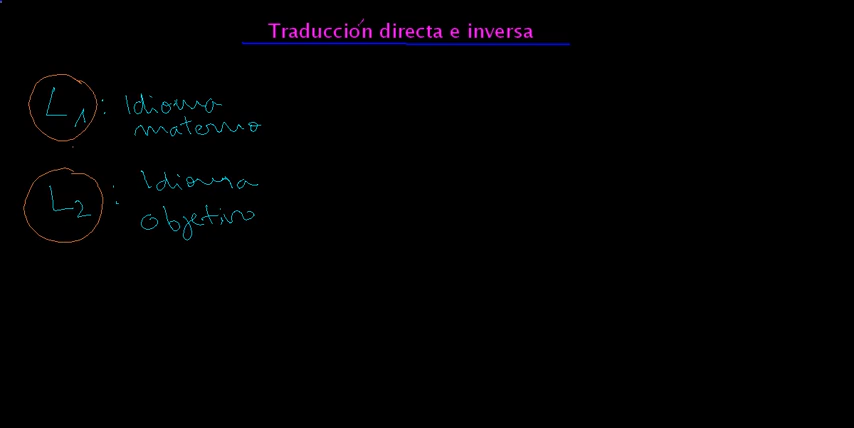 Traducción directa e inversa
L1: Idioma
materno
L2: Idioma
objetivo